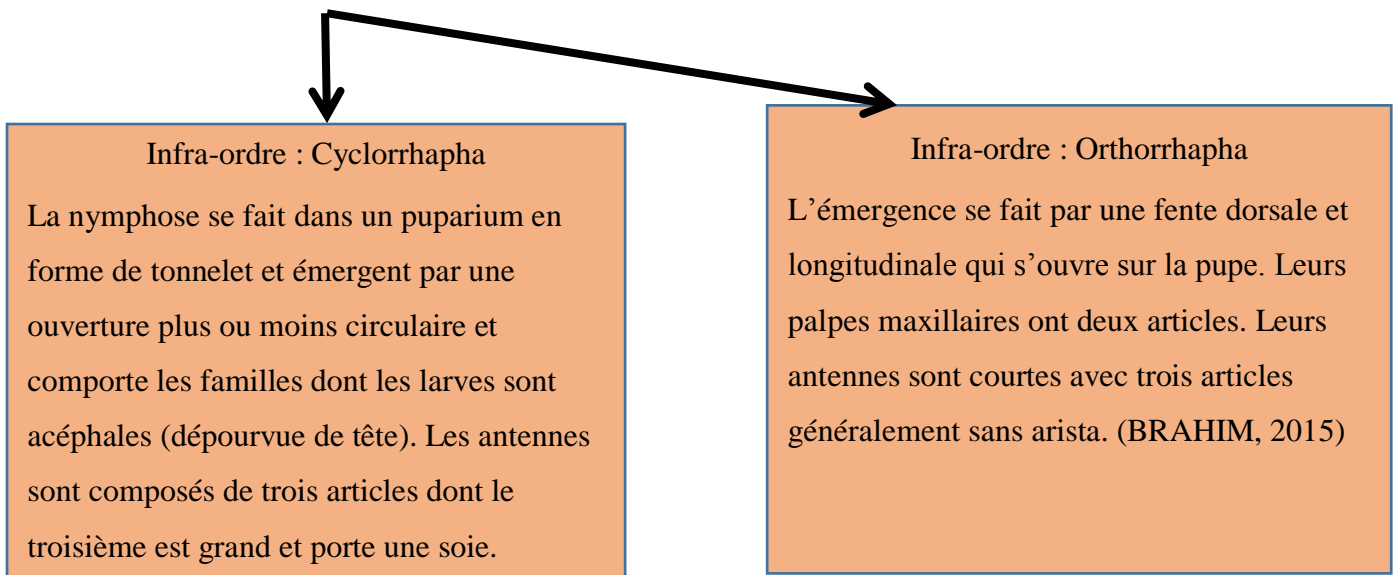 Infra-ordre : Cyclorrhapha
La nymphose se fait dans un puparium en
forme de tonnelet et émergent par une
ouverture plus ou moins circulaire et
comporte les familles dont les larves sont
acéphales (dépourvue de tête). Les antennes
sont composés de trois articles dont le
troisième est grand et porte une soie.
Infra-ordre : Orthorrhapha
L’émergence se fait par une fente dorsale et
longitudinale qui s’ouvre sur la pupe. Leurs
palpes maxillaires ont deux articles. Leurs
antennes sont courtes avec trois articles
généralement sans arista. (BRAHIM, 2015)